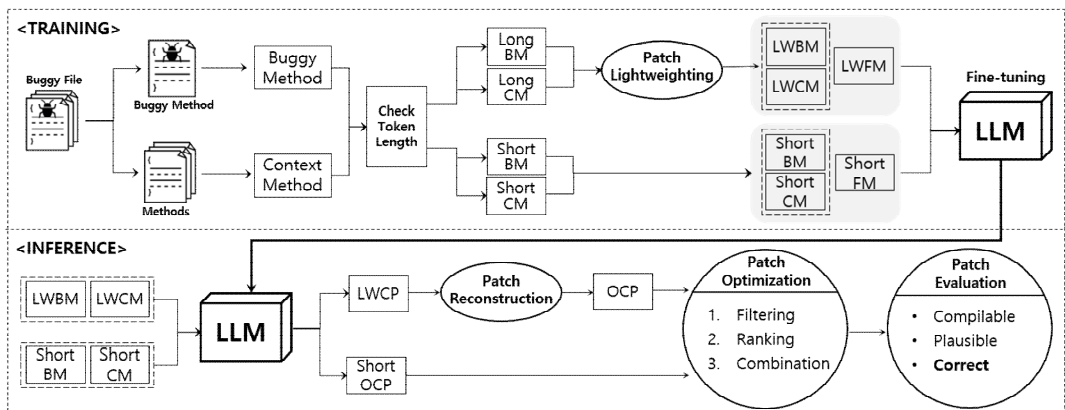 <TRAINING>
Buggy File
Buggy Method
Methods
Buggy
Method
Context
Method
Check
Token
Length
Long
BM
Long
CM
Short
BM
Short
CM
Patch
Lightweighting
LWBM
LWCM
LWFM
Short
BM
Short
CM
Short
FM
Fine-tuning
LLM
<INFERENCE>
LWBM LWCM
Short
BM
Short
CM
LLM
LWCP
Patch
Reconstruction
OCP
Short
OCP
Patch
Optimization
1. Filtering
2. Ranking
3. Combination
Patch
Evaluation
• Compilable
• Plausible
• Correct